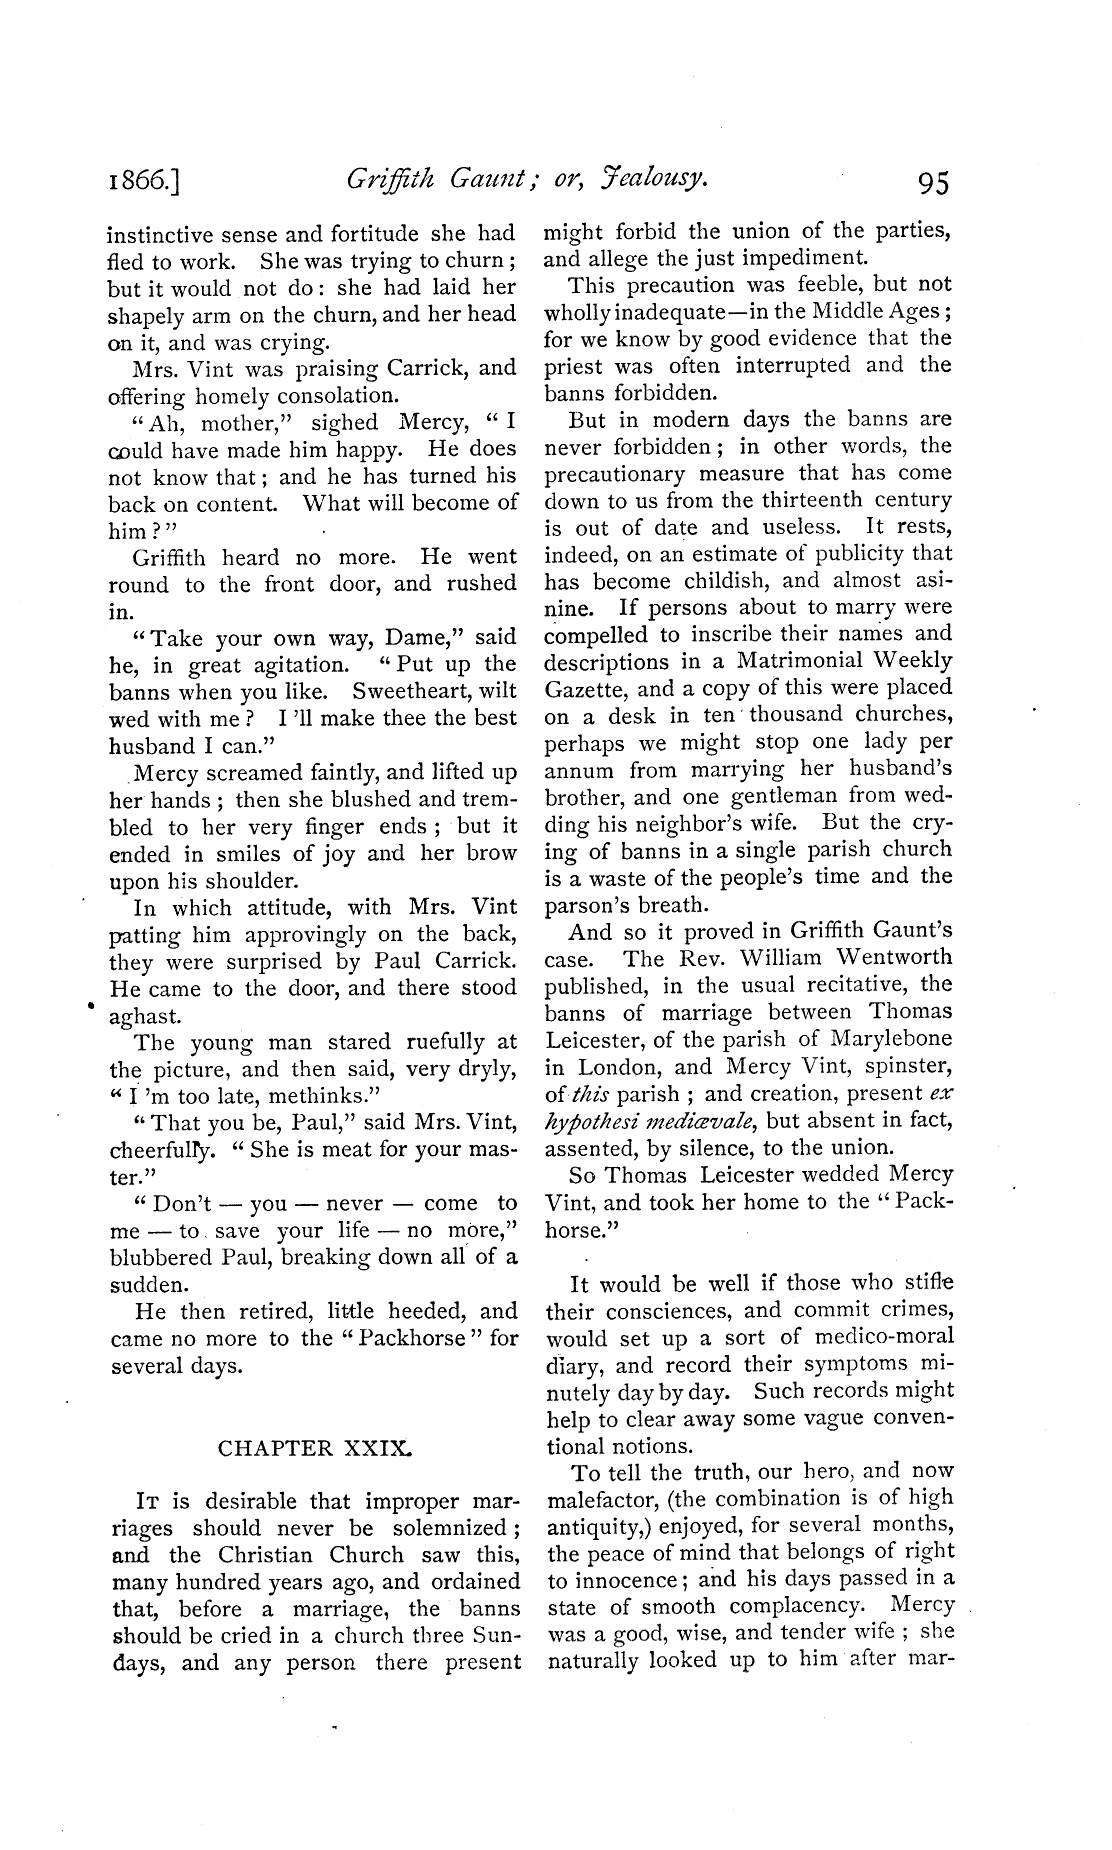 1866.] Griffith Gaunt; or, Jealousy. 95
instinctive sense and fortitude she had
fled to work. She was trying to churn;
but it would not do: she had laid her
shapely arm on the churn, and her head
on it, and was crying.
Mrs. Vint was praising Carrick, and
offering homely consolation.
"Ah, mother," sighed Mercy, "I
could have made him happy. He does
not know that; and he has turned his
back on content. What will become of
him?"
Griffith heard no more. He went
round to the front door, and rushed
in.
"Take your own way, Dame," said
he, in great agitation. "Put up the
banns when you like. Sweetheart, wilt
wed with me? I'll make thee the best
husband I can."
Mercy screamed faintly, and lifted up
her hands; then she blushed and trem-
bled to her very finger ends; but it
ended in smiles of joy and her brow
upon his shoulder.
In which attitude, with Mrs. Vint
patting him approvingly on the back,
they were surprised by Paul Carrick.
He came to the door, and there stood
aghast.
The young man stared ruefully at
the picture, and then said, very dryly,
"I'm too late, methinks."
"That you be, Paul," said Mrs. Vint,
cheerfully. "She is meat for your mas-
ter."
"Don't — you — never — come to
me — to save your life — no more,"
blubbered Paul, breaking down all of a
sudden.
He then retired, little heeded, and
came no more to the "Packhorse" for
several days.
CHAPTER XXIX.
IT is desirable that improper mar-
riages should never be solemnized;
and the Christian Church saw this,
many hundred years ago, and ordained
that, before a marriage, the banns
should be cried in a church three Sun-
days, and any person there present
might forbid the union of the parties,
and allege the just impediment.
This precaution was feeble, but not
wholly inadequate—in the Middle Ages;
for we know by good evidence that the
priest was often interrupted and the
banns forbidden.
But in modern days the banns are
never forbidden; in other words, the
precautionary measure that has come
down to us from the thirteenth century
is out of date and useless. It rests,
indeed, on an estimate of publicity that
has become childish, and almost asi-
nine. If persons about to marry were
compelled to inscribe their names and
descriptions in a Matrimonial Weekly
Gazette, and a copy of this were placed
on a desk in ten thousand churches,
perhaps we might stop one lady per
annum from marrying her husband's
brother, and one gentleman from wed-
ding his neighbor's wife. But the cry-
ing of banns in a single parish church
is a waste of the people's time and the
parson's breath.
And so it proved in Griffith Gaunt's
case. The Rev. William Wentworth
published, in the usual recitative, the
banns of marriage between Thomas
Leicester, of the parish of Marylebone
in London, and Mercy Vint, spinster,
of this parish; and creation, present ex
hypothesi mediævale, but absent in fact,
assented, by silence, to the union.
So Thomas Leicester wedded Mercy
Vint, and took her home to the "Pack-
horse."
It would be well if those who stifle
their consciences, and commit crimes,
would set up a sort of medico-moral
diary, and record their symptoms mi-
nutely day by day. Such records might
help to clear away some vague conven-
tional notions.
To tell the truth, our hero, and now
malefactor, (the combination is of high
antiquity,) enjoyed, for several months,
the peace of mind that belongs of right
to innocence; and his days passed in a
state of smooth complacency. Mercy
was a good, wise, and tender wife; she
naturally looked up to him after mar-